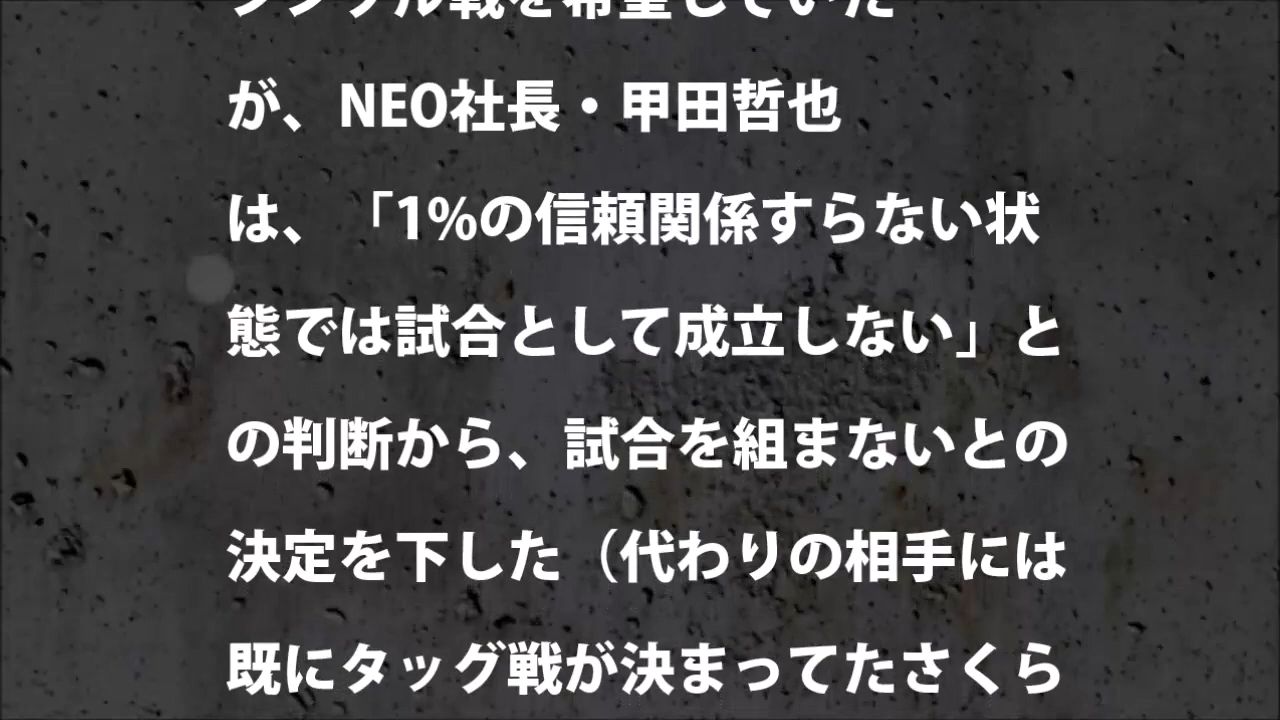 シングル戦を希望していた
が、NEO社長・甲田哲也
は、「1%の信頼関係すらない状
態では試合として成立しない」と
の判断から、試合を組まないとの
決定を下した（代わりの相手には
既にタッグ戦が決まってたさくら